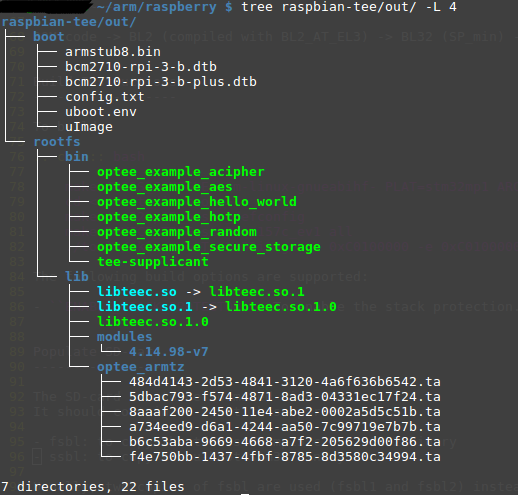 ~/arm/raspberry $ tree raspbian-tee/out/ -L 4
raspbian-tee/out/
├── boot
│   ├── armstub8.bin
│   ├── bcm2710-rpi-3-b.dtb
│   ├── bcm2710-rpi-3-b-plus.dtb
│   ├── config.txt
│   ├── uboot.env
│   └── uImage
└── rootfs
    ├── bin
    │   ├── optee_example_acipher
    │   ├── optee_example_aes
    │   ├── optee_example_hello_world
    │   ├── optee_example_hotp
    │   ├── optee_example_random
    │   ├── optee_example_secure_storage
    │   └── tee-supplicant
    └── lib
        ├── libteec.so -> libteec.so.1
        ├── libteec.so.1 -> libteec.so.1.0
        ├── libteec.so.1.0
        ├── modules
        │   └── 4.14.98-v7
        └── optee_armtz
            ├── 484d4143-2d53-4841-3120-4a6f636b6542.ta
            ├── 5dbac793-f574-4871-8ad3-04331ec17f24.ta
            ├── 8aaaf200-2450-11e4-abe2-0002a5d5c51b.ta
            ├── a734eed9-d6a1-4244-aa50-7c99719e7b7b.ta
            ├── b6c53aba-9669-4668-a7f2-205629d00f86.ta
            └── f4e750bb-1437-4fbf-8785-8d3580c34994.ta
7 directories, 22 files